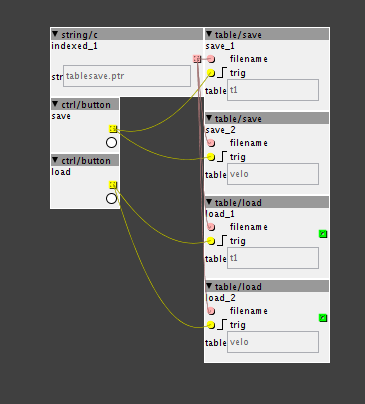 ▼ string/c
indexed_1
str tablesave.ptr
▼ ctrl/button
save
▼ ctrl/button
load
▼ table/save
save_1
filename
trig
table t1
▼ table/save
save_2
filename
trig
table velo
▼ table/load
load_1
filename
trig
table t1
▼ table/load
load_2
filename
trig
table velo